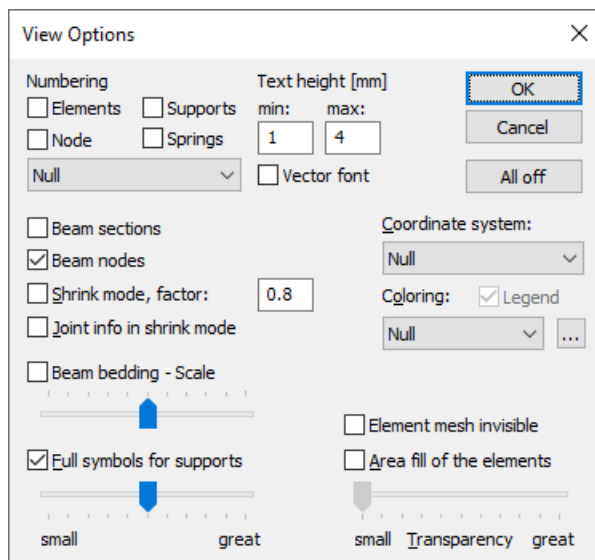 View Options
Numbering
Elements
Supports
Node
Springs
Null
Text height [mm]
min:
max:
1
4
Vector font
OK
Cancel
All off
Beam sections
Beam nodes
Shrink mode, factor:
0.8
Joint info in shrink mode
Coordinate system:
Null
Coloring:
Legend
Null
...
Beam bedding - Scale
Full symbols for supports
small
great
Element mesh invisible
Area fill of the elements
small
Transparency
great